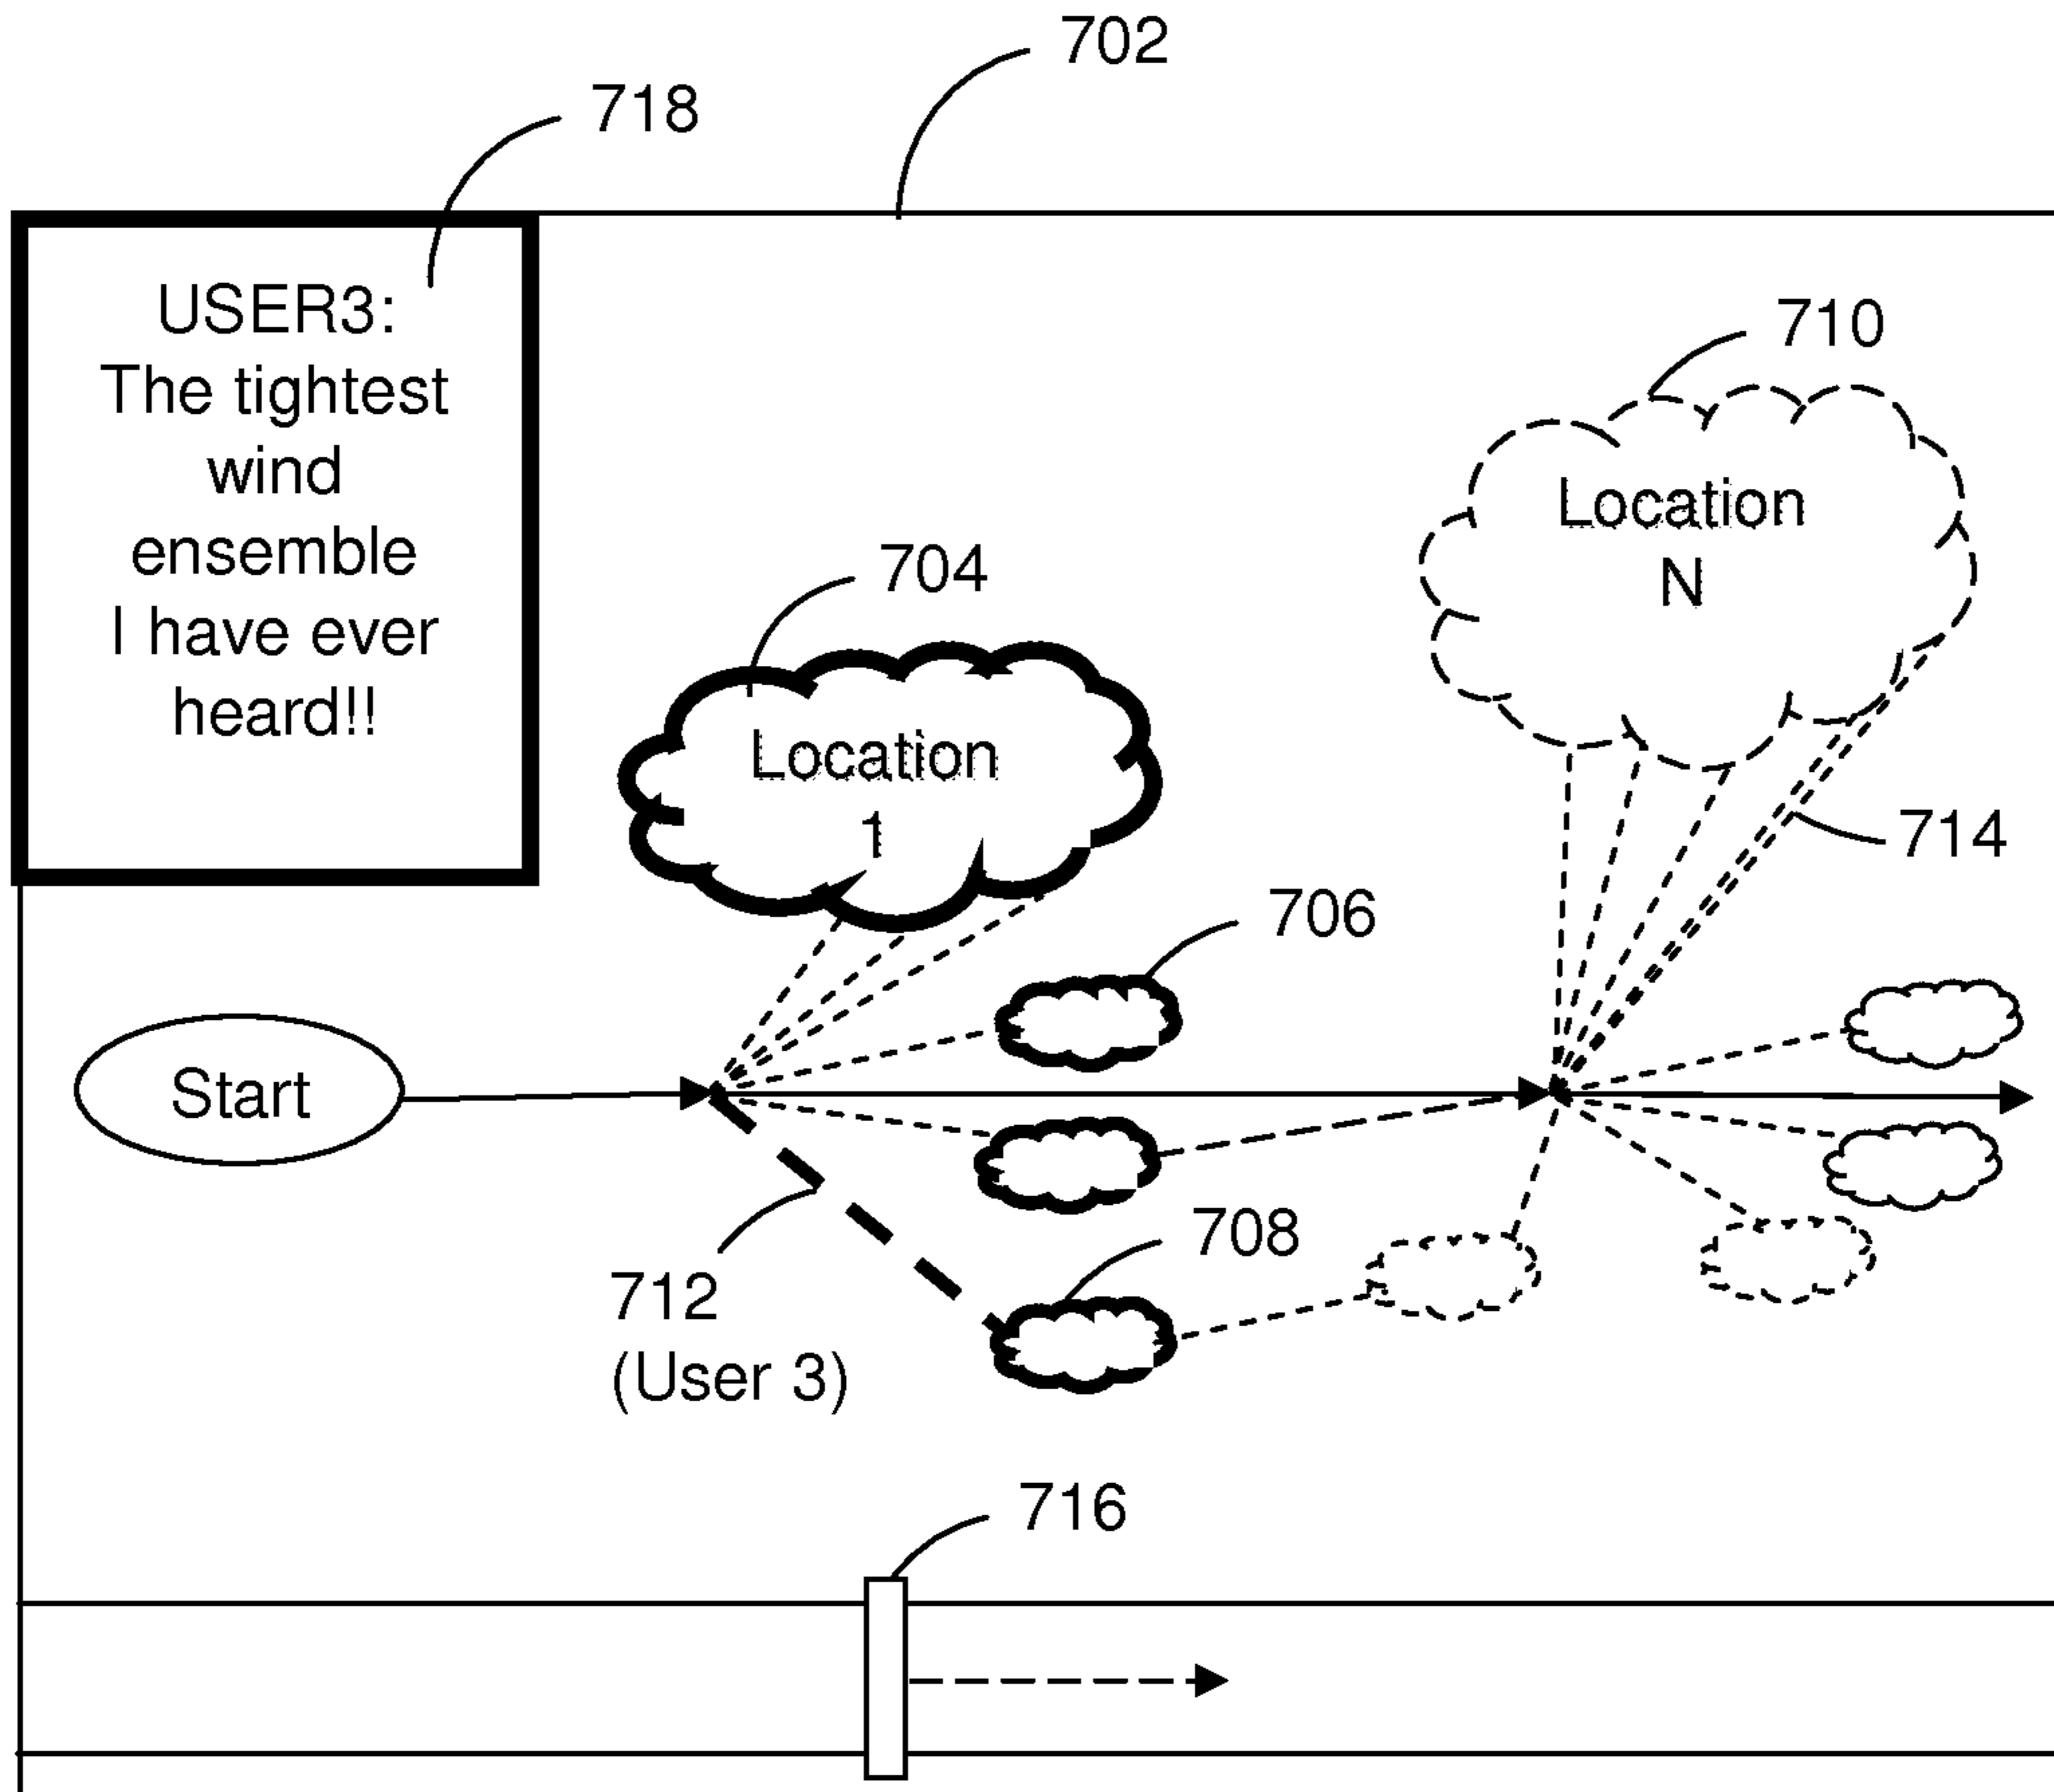 702
718
USER3:
The tightest
wind
ensemble
I have ever
heard!!
710
Location
N
704
Location
1
714
706
Start
708
712
(User 3)
716